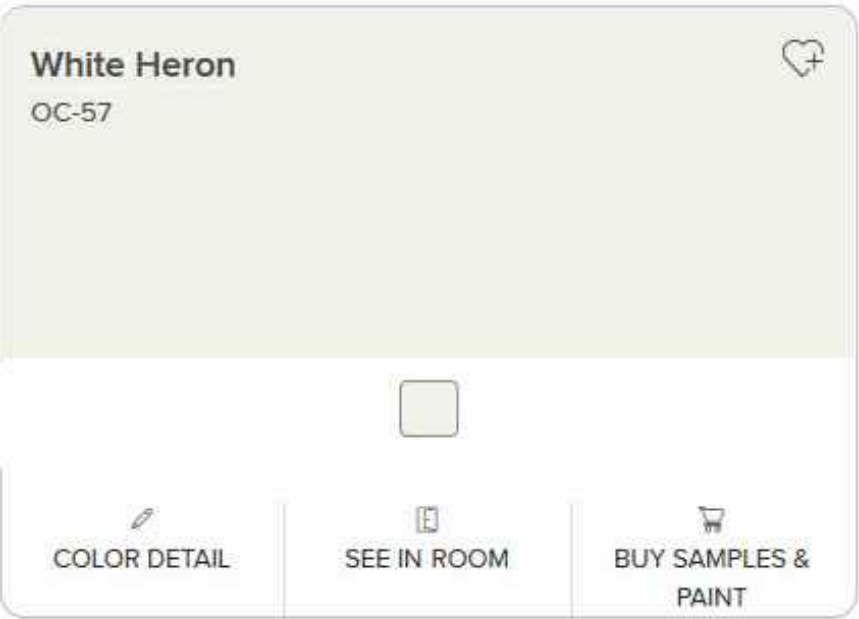 White Heron
OC-57
COLOR DETAIL
SEE IN ROOM
BUY SAMPLES &
PAINT